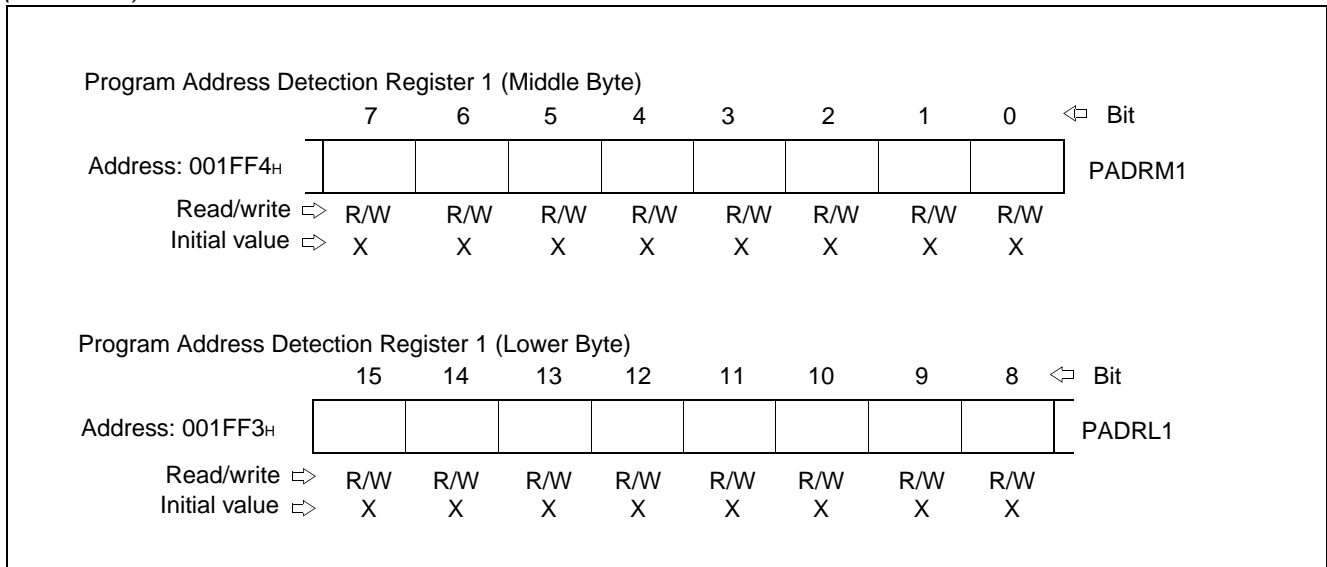 Program Address Detection Register 1 (Middle Byte)
7 6 5 4 3 2 1 0 ⇦ Bit
Address: 001FF4H PADRM1
Read/write ⇨ R/W R/W R/W R/W R/W R/W R/W R/W
Initial value ⇨ X X X X X X X X
Program Address Detection Register 1 (Lower Byte)
15 14 13 12 11 10 9 8 ⇦ Bit
Address: 001FF3H PADRL1
Read/write ⇨ R/W R/W R/W R/W R/W R/W R/W R/W
Initial value ⇨ X X X X X X X X